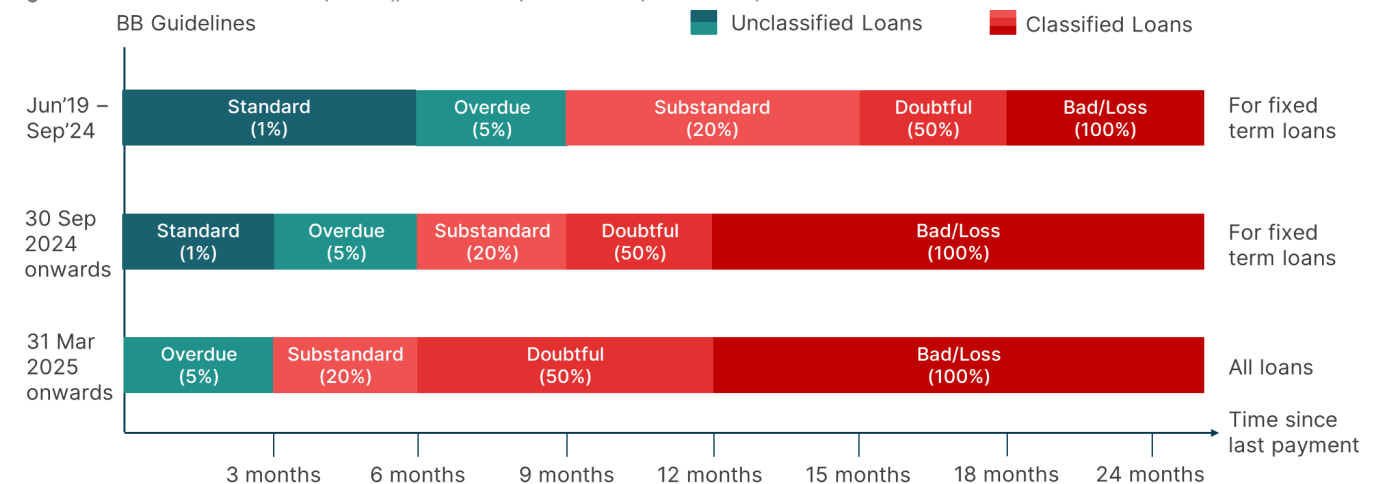 BB Guidelines
Unclassified Loans
Classified Loans
Jun'19 –
Sep'24
Standard
(1%)
Overdue
(5%)
Substandard
(20%)
Doubtful
(50%)
Bad/Loss
(100%)
For fixed
term loans
30 Sep
2024
onwards
Standard
(1%)
Overdue
(5%)
Substandard
(20%)
Doubtful
(50%)
Bad/Loss
(100%)
For fixed
term loans
31 Mar
2025
onwards
Overdue
(5%)
Substandard
(20%)
Doubtful
(50%)
Bad/Loss
(100%)
All loans
Time since
last payment
3 months
6 months
9 months
12 months
15 months
18 months
24 months